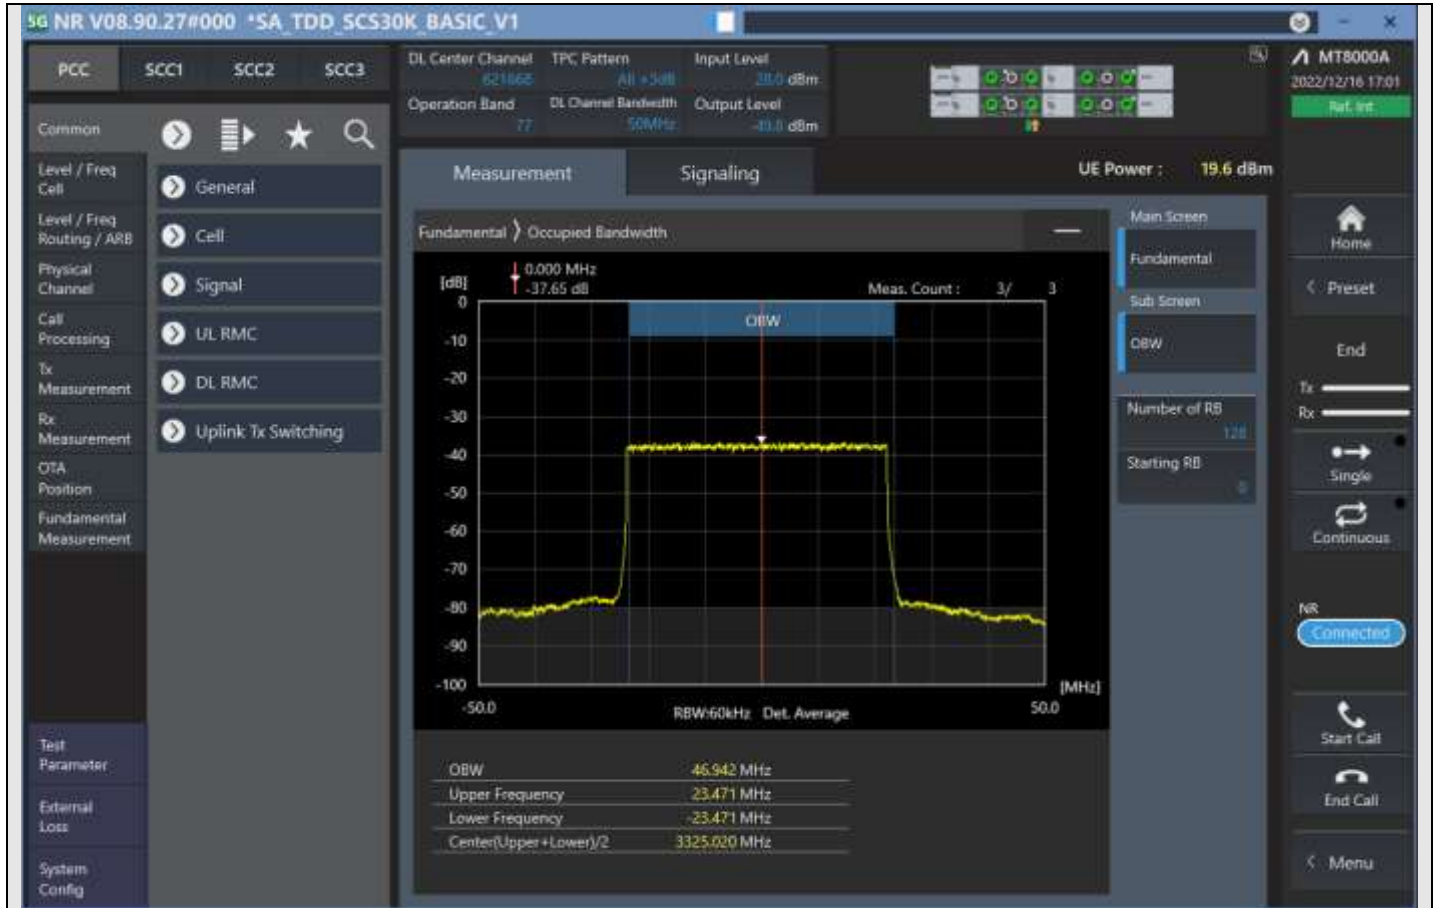 5G NR V08.90.27#000 *SA_TDD_SCS30K_BASIC_V1
PCC SCC1 SCC2 SCC3
DL Center Channel TPC Pattern Input Level
All +3dB dBm
Operation Band DL Channel Bandwidth Output Level
77 50MHz dBm
MT8000A
2022/12/16 17:01
Ref. Int
Common
Level / Freq
Cell
Level / Freq
Routing / ARB
Physical
Channel
Call
Processing
Tx
Measurement
Rx
Measurement
OTA
Position
Fundamental
Measurement
Test
Parameter
External
Loss
System
Config
General
Cell
Signal
UL RMC
DL RMC
Uplink Tx Switching
Measurement Signaling
UE Power : 19.6 dBm
Fundamental Occupied Bandwidth
[dB] 0.000 MHz
-37.65 dB Meas. Count : 3/ 3
OBW
0
-10
-20
-30
-40
-50
-60
-70
-80
-90
-100
[MHz]
-50.0 RBW:60kHz Det. Average 50.0
OBW 46.942 MHz
Upper Frequency 23.471 MHz
Lower Frequency -23.471 MHz
Center(Upper+Lower)/2 3325.020 MHz
Main Screen
Fundamental
Sub Screen
OBW
Number of RB
128
Starting RB
0
Home
Preset
End
Tx
Rx
Single
Continuous
NR
Connected
Start Call
End Call
Menu